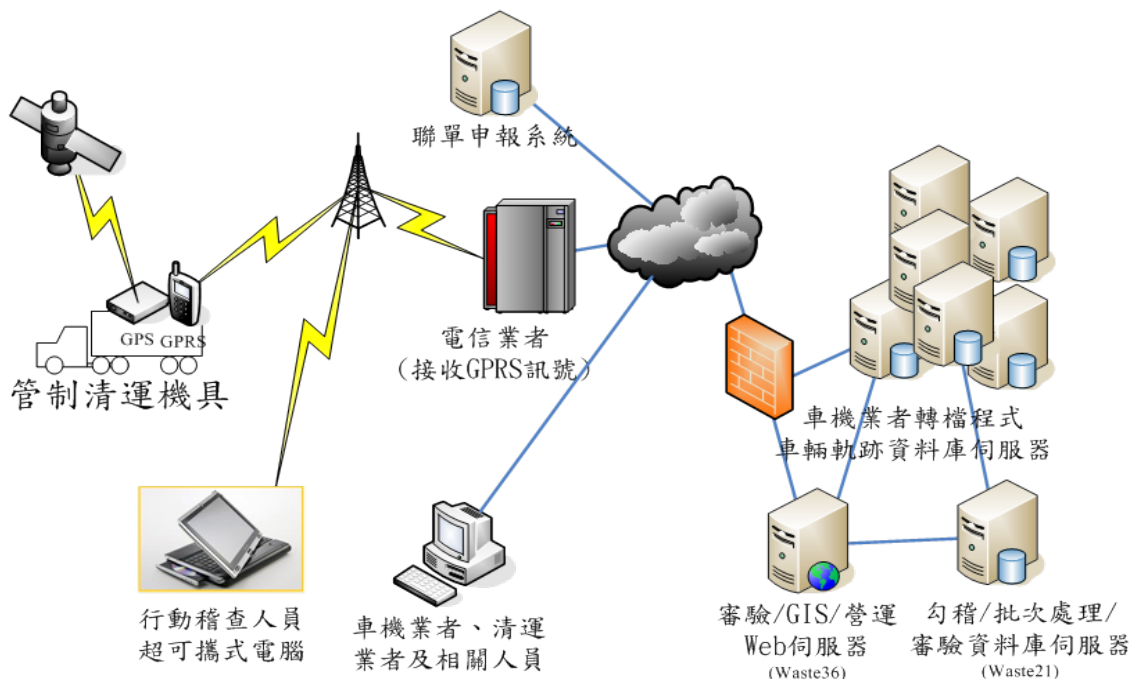 聯單申報系統
GPS GPRS
管制清運機具
電信業者
(接收GPRS訊號)
車機業者轉檔程式
車輛軌跡資料庫伺服器
行動稽查人員
超可攜式電腦
車機業者、清運
業者及相關人員
審驗/GIS/營運
Web伺服器
(Waste36)
勾稽/批次處理/
審驗資料庫伺服器
(Waste21)